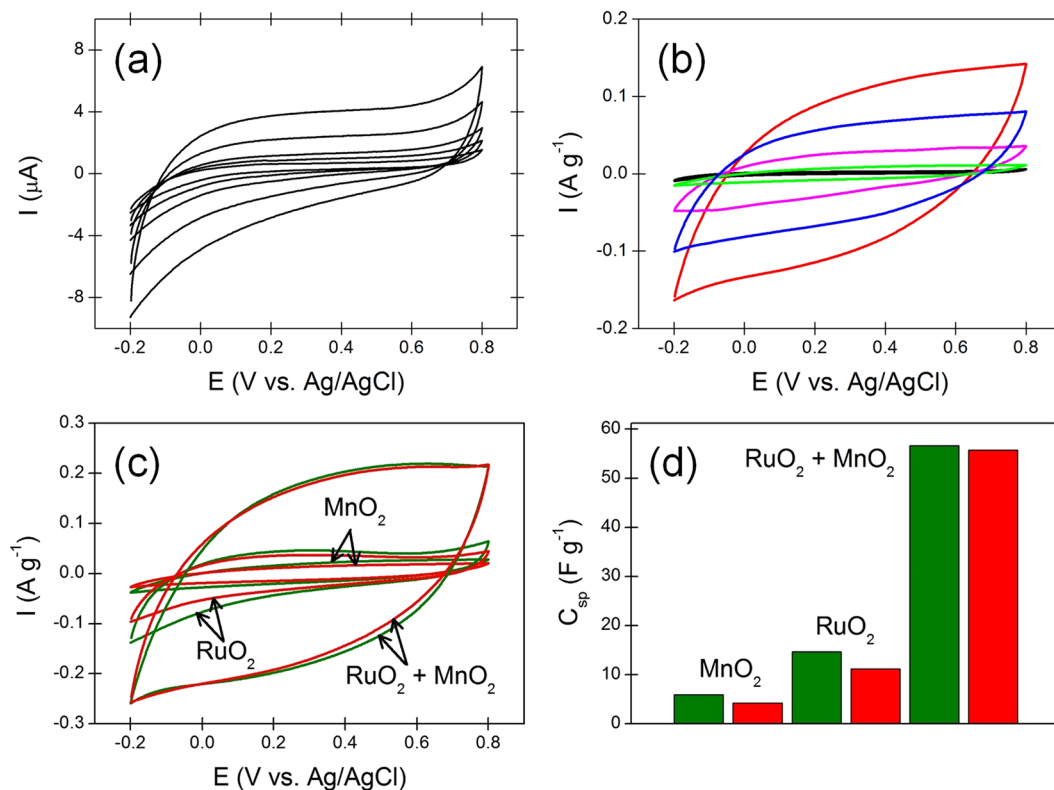 (a)
8
4
0
-4
-8
I (μA)
-0.2 0.0 0.2 0.4 0.6 0.8
E (V vs. Ag/AgCl)
(b)
0.2
0.1
0.0
-0.1
-0.2
I (A g⁻¹)
-0.2 0.0 0.2 0.4 0.6 0.8
E (V vs. Ag/AgCl)
(c)
0.3
0.2
0.1
0.0
-0.1
-0.2
-0.3
I (A g⁻¹)
MnO₂
RuO₂
RuO₂ + MnO₂
-0.2 0.0 0.2 0.4 0.6 0.8
E (V vs. Ag/AgCl)
(d)
60
50
40
30
20
10
0
C_sp (F g⁻¹)
RuO₂ + MnO₂
RuO₂
MnO₂